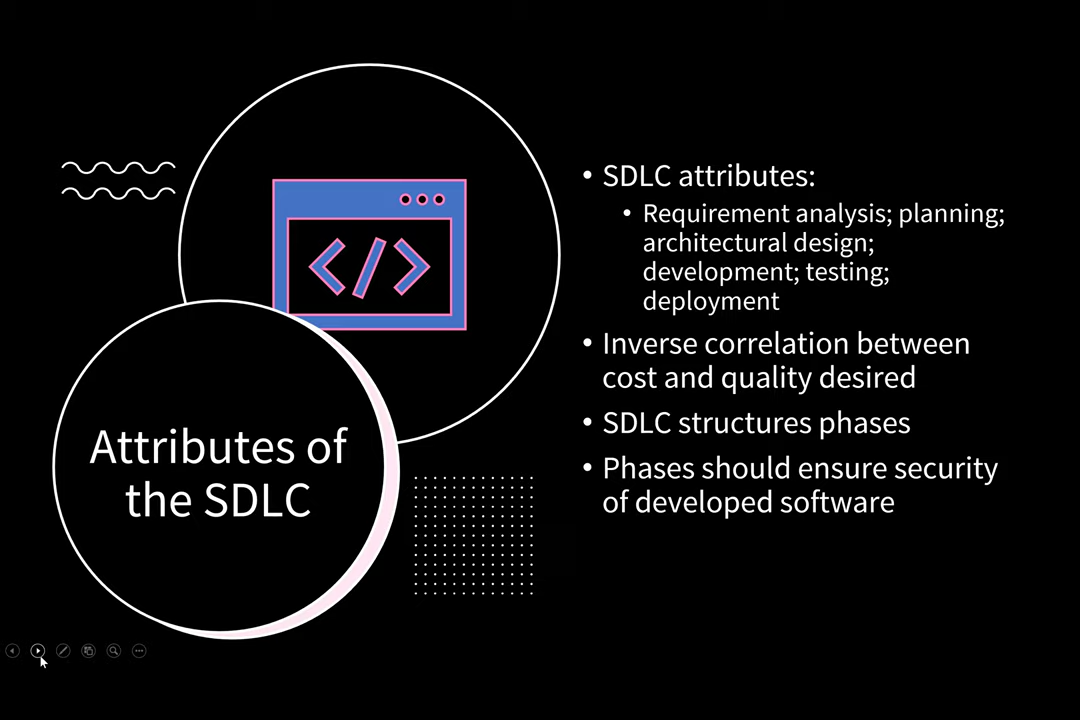 Attributes of
the SDLC
• SDLC attributes:
• Requirement analysis; planning;
architectural design;
development; testing;
deployment
• Inverse correlation between
cost and quality desired
• SDLC structures phases
• Phases should ensure security
of developed software